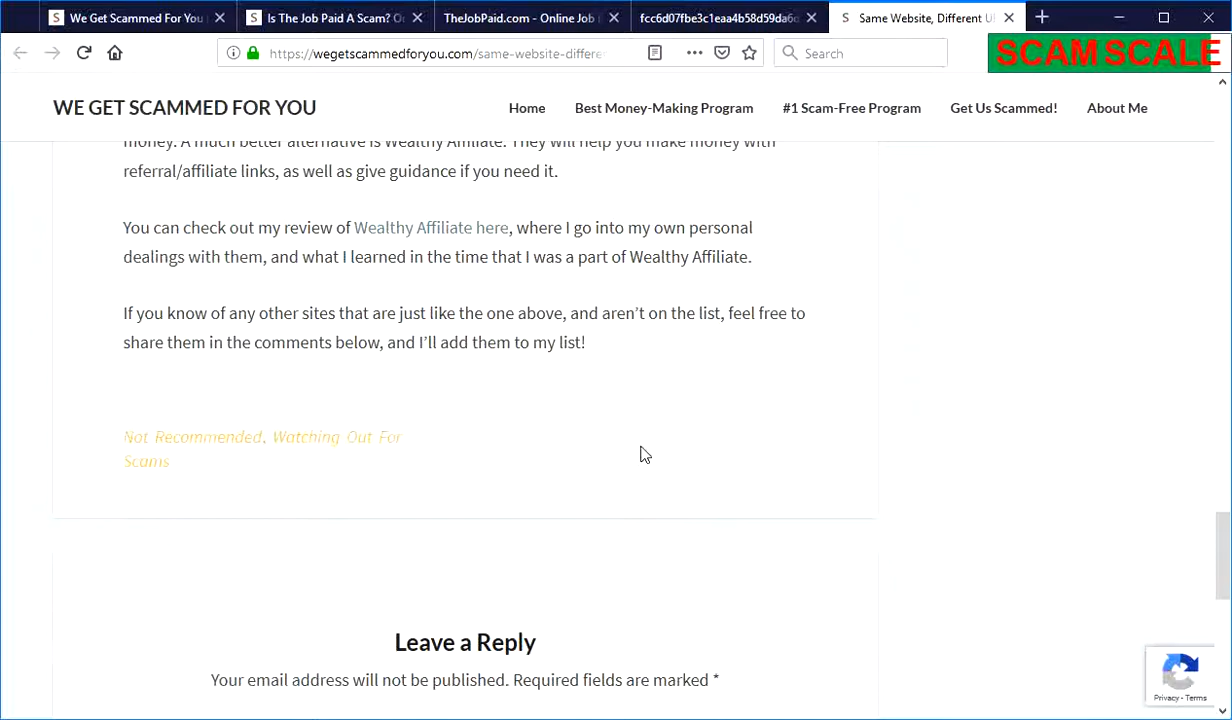 We Get Scammed For You
Is The Job Paid A Scam? O
TheJobPaid.com - Online Job
fcc6d07fbe3c1eaa4b58d59da6
Same Website, Different U
https://wegetscammedforyou.com/same-website-differe
Search
SCAM SCALE
WE GET SCAMMED FOR YOU
Home
Best Money-Making Program
#1 Scam-Free Program
Get Us Scammed!
About Me
money. A much better alternative is Wealthy Affiliate. They will help you make money with
referral/affiliate links, as well as give guidance if you need it.
You can check out my review of Wealthy Affiliate here, where I go into my own personal
dealings with them, and what I learned in the time that I was a part of Wealthy Affiliate.
If you know of any other sites that are just like the one above, and aren't on the list, feel free to
share them in the comments below, and I'll add them to my list!
Not Recommended, Watching Out For
Scams
Leave a Reply
Your email address will not be published. Required fields are marked *
Privacy - Terms